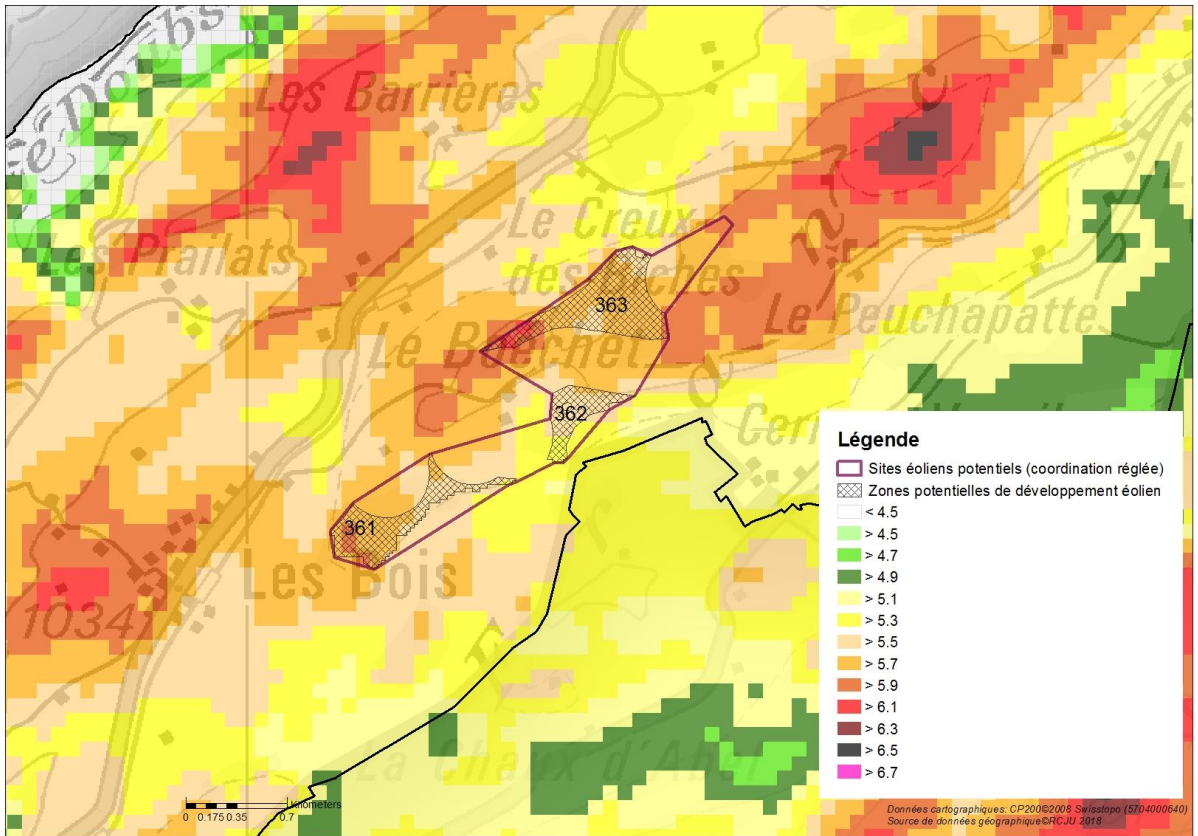 Les Barrières
Les Prailats
Le Creux
des Biches
363
Le Peuchapatte
Le Boéchet
362
Cern
361
Les Bois
1034
La Chaux d'Abel
Légende
Sites éoliens potentiels (coordination réglée)
Zones potentielles de développement éolien
< 4.5
> 4.5
> 4.7
> 4.9
> 5.1
> 5.3
> 5.5
> 5.7
> 5.9
> 6.1
> 6.3
> 6.5
> 6.7
Kilometers
0 0.175 0.35 0.7
Données cartographiques: CP200©2008 Swisstopo (5704000640)
Source de données géographique©RCJU 2018